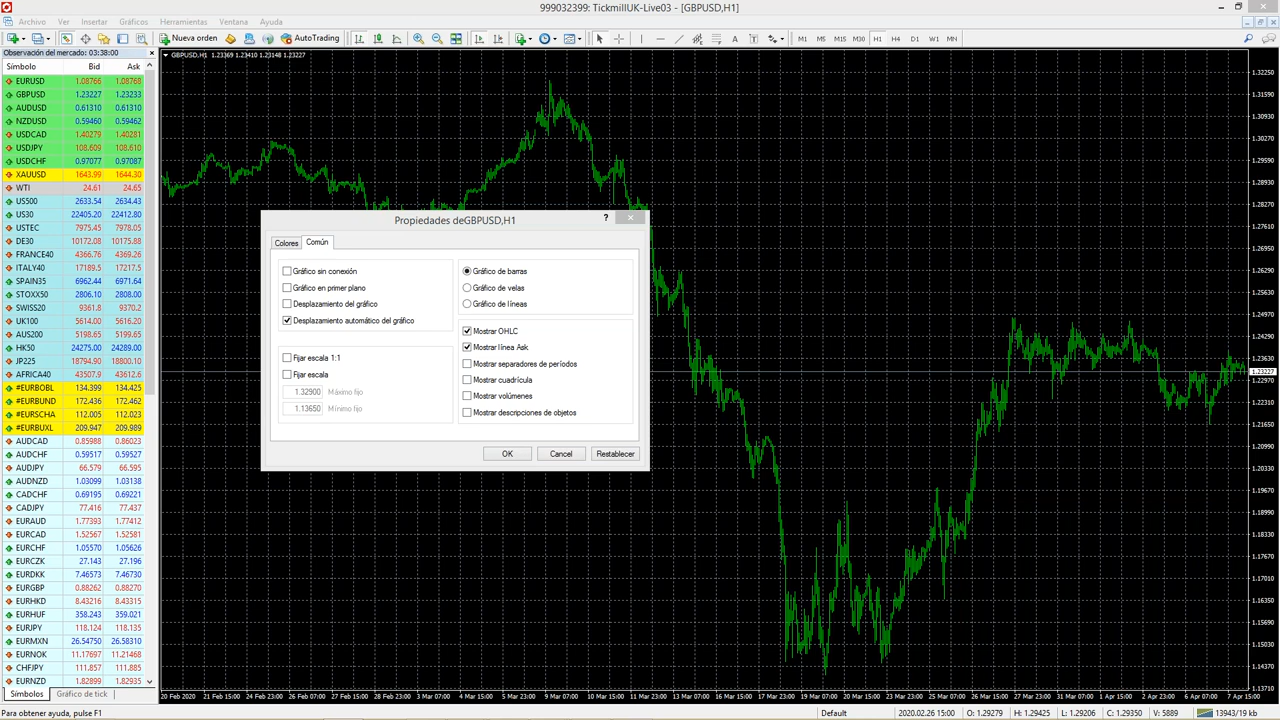 999032399: TickmillUK-Live03 - [GBPUSD,H1]
Archivo Ver Insertar Gráficos Herramientas Ventana Ayuda
Nueva orden AutoTrading M1 M5 M15 M30 H1 H4 D1 W1 MN
Observación del mercado: 03:38:00
Símbolo Bid Ask
EURUSD 1.08766 1.08768
GBPUSD 1.23227 1.23233
AUDUSD 0.61310 0.61310
NZDUSD 0.59460 0.59462
USDCAD 1.40279 1.40281
USDJPY 108.609 108.610
USDCHF 0.97077 0.97087
XAUUSD 1643.99 1644.30
WTI 24.61 24.65
US500 2633.54 2634.43
US30 22405.20 22412.80
USTEC 7975.45 7978.05
DE30 10172.08 10175.88
FRANCE40 4366.76 4369.26
ITALY40 17189.5 17217.5
SPAIN35 6962.44 6971.64
STOXX50 2806.10 2808.00
SWISS20 9361.8 9370.2
UK100 5614.00 5616.20
AUS200 5198.65 5199.65
HK50 24275.00 24289.00
JP225 18794.90 18800.10
AFRICA40 43507.9 43612.6
#EURBOBL 134.399 134.425
#EURBUND 172.436 172.462
#EURSCHA 112.005 112.023
#EURBUXL 209.947 209.989
AUDCAD 0.85988 0.86023
AUDCHF 0.59517 0.59527
AUDJPY 66.579 66.595
AUDNZD 1.03099 1.03138
CADCHF 0.69195 0.69221
CADJPY 77.416 77.437
EURAUD 1.77393 1.77412
EURCAD 1.52567 1.52581
EURCHF 1.05570 1.05626
EURCZK 27.143 27.196
EURDKK 7.46573 7.46730
EURGBP 0.88262 0.88270
EURHKD 8.43216 8.43315
EURHUF 358.243 359.021
EURJPY 118.124 118.135
EURMXN 26.54750 26.58310
EURNOK 11.17697 11.21468
CHFJPY 111.857 111.885
EURNZD 1.82899 1.82935
Símbolos Gráfico de tick
GBPUSD,H1 1.23369 1.23410 1.23148 1.23227
Propiedades deGBPUSD,H1
Colores Común
Gráfico sin conexión
Gráfico en primer plano
Desplazamiento del gráfico
Desplazamiento automático del gráfico
Fijar escala 1:1
Fijar escala
1.32900 Máximo fijo
1.13650 Mínimo fijo
Gráfico de barras
Gráfico de velas
Gráfico de líneas
Mostrar OHLC
Mostrar línea Ask
Mostrar separadores de períodos
Mostrar cuadrícula
Mostrar volúmenes
Mostrar descripciones de objetos
OK Cancel Restablecer
1.32250
1.31590
1.30930
1.30270
1.29590
1.28930
1.28270
1.27610
1.26950
1.26290
1.25610
1.24950
1.24290
1.23630
1.23227
1.22970
1.22310
1.21650
1.20990
1.20330
1.19670
1.18990
1.18330
1.17670
1.17010
1.16350
1.15690
1.15030
1.14370
1.13710
20 Feb 2020 21 Feb 15:00 24 Feb 23:00 26 Feb 07:00 27 Feb 15:00 28 Feb 23:00 3 Mar 07:00 4 Mar 15:00 5 Mar 23:00 9 Mar 07:00 10 Mar 15:00 11 Mar 23:00 13 Mar 07:00 16 Mar 15:00 17 Mar 23:00 19 Mar 07:00 20 Mar 15:00 23 Mar 23:00 25 Mar 07:00 26 Mar 15:00 27 Mar 23:00 31 Mar 07:00 1 Apr 15:00 2 Apr 23:00 6 Apr 07:00 7 Apr 15:00
Para obtener ayuda, pulse F1 Default 2020.02.26 15:00 O: 1.29279 H: 1.29425 L: 1.29206 C: 1.29350 V: 5889 13943/19 kb